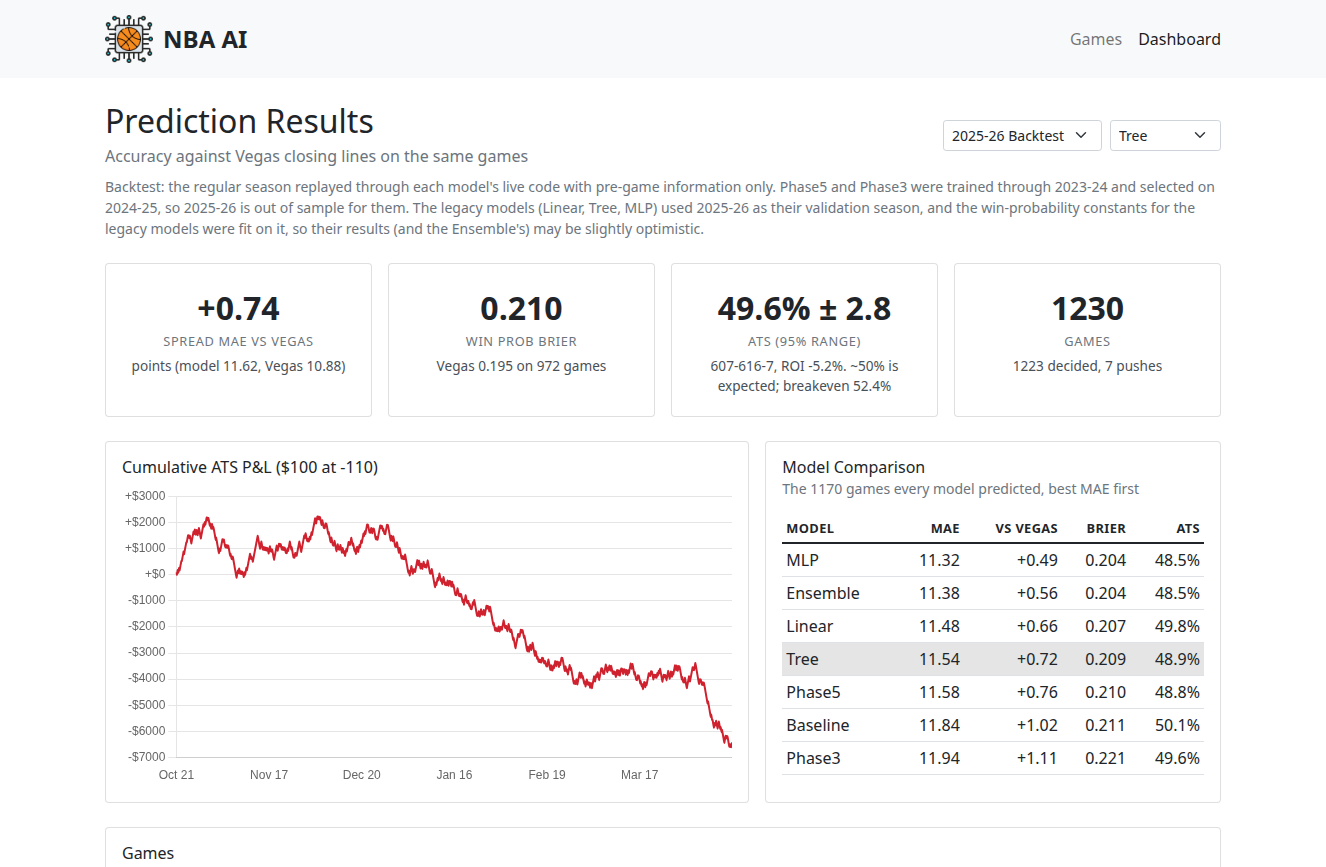 NBA AI
Games Dashboard
Prediction Results
2025-26 Backtest Tree
Accuracy against Vegas closing lines on the same games
Backtest: the regular season replayed through each model's live code with pre-game information only. Phase5 and Phase3 were trained through 2023-24 and selected on
2024-25, so 2025-26 is out of sample for them. The legacy models (Linear, Tree, MLP) used 2025-26 as their validation season, and the win-probability constants for the
legacy models were fit on it, so their results (and the Ensemble's) may be slightly optimistic.
+0.74
SPREAD MAE VS VEGAS
points (model 11.62, Vegas 10.88)
0.210
WIN PROB BRIER
Vegas 0.195 on 972 games
49.6% ± 2.8
ATS (95% RANGE)
607-616-7, ROI -5.2%. ~50% is
expected; breakeven 52.4%
1230
GAMES
1223 decided, 7 pushes
Cumulative ATS P&L ($100 at -110)
+$3000
+$2000
+$1000
+$0
-$1000
-$2000
-$3000
-$4000
-$5000
-$6000
-$7000
Oct 21 Nov 17 Dec 20 Jan 16 Feb 19 Mar 17
Model Comparison
The 1170 games every model predicted, best MAE first
MODEL MAE VS VEGAS BRIER ATS
MLP 11.32 +0.49 0.204 48.5%
Ensemble 11.38 +0.56 0.204 48.5%
Linear 11.48 +0.66 0.207 49.8%
Tree 11.54 +0.72 0.209 48.9%
Phase5 11.58 +0.76 0.210 48.8%
Baseline 11.84 +1.02 0.211 50.1%
Phase3 11.94 +1.11 0.221 49.6%
Games